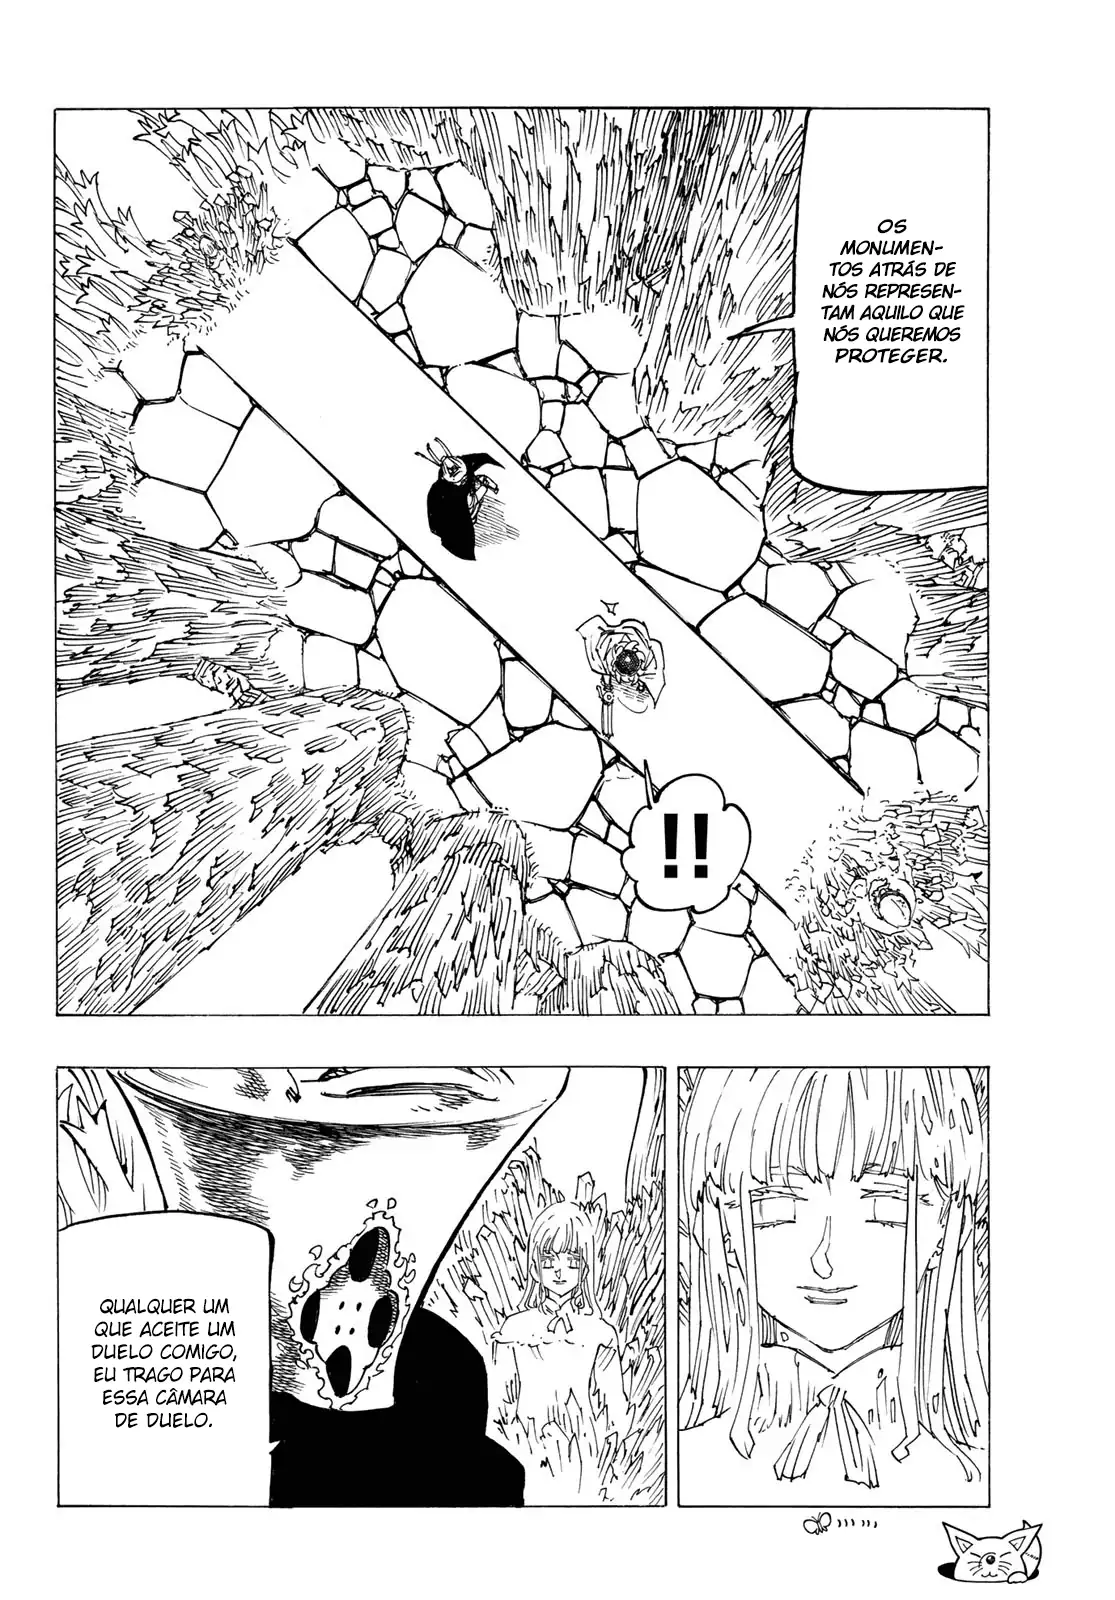 OS
MONUMEN-
TOS ATRÁS DE
NÓS REPRESEN-
TAM AQUILO QUE
NÓS QUEREMOS
PROTEGER.
!!
QUALQUER UM
QUE ACEITE UM
DUELO COMIGO,
EU TRAGO PARA
ESSA CÂMARA
DE DUELO.